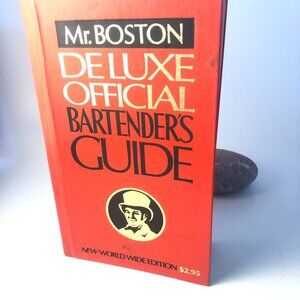 Mr. BOSTON
DE LUXE
OFFICIAL
BARTENDER'S
GUIDE
NEW WORLD WIDE EDITION $2.95